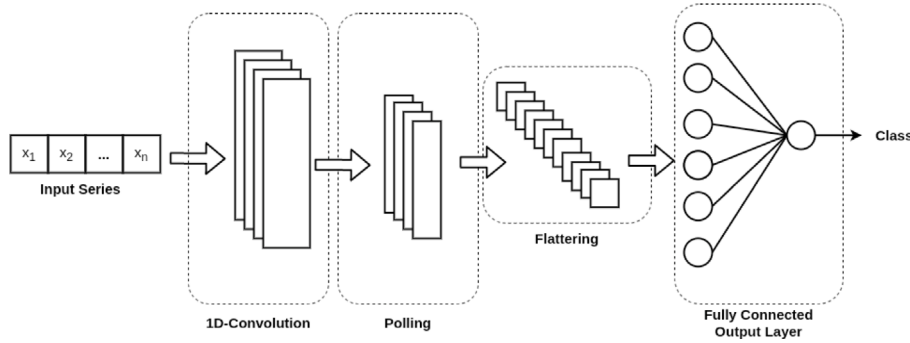 x1 x2 ... xn
Input Series
1D-Convolution
Polling
Flattering
Fully Connected
Output Layer
Class